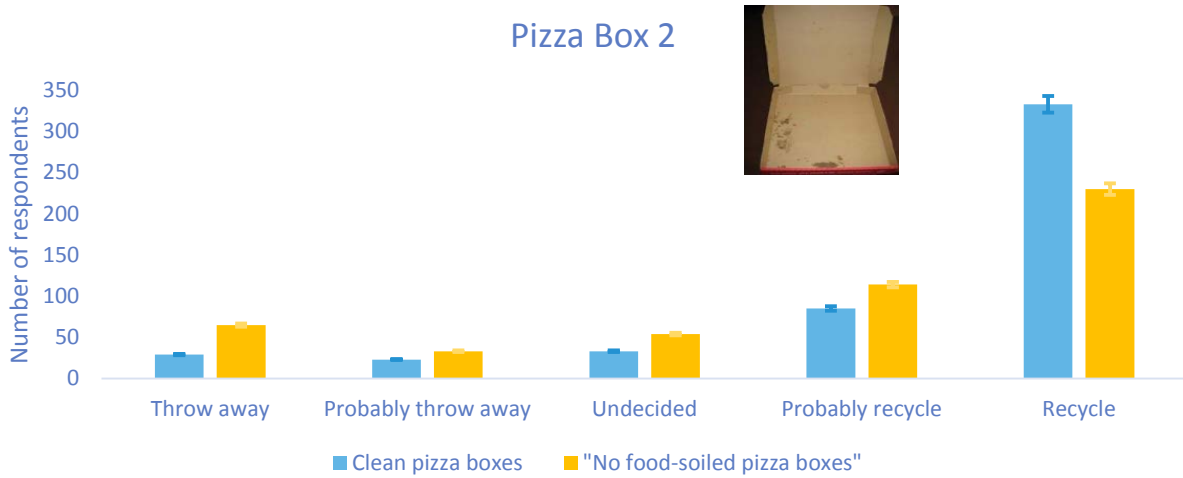 Pizza Box 2
Number of respondents
350
300
250
200
150
100
50
0
Throw away
Probably throw away
Undecided
Probably recycle
Recycle
Clean pizza boxes
"No food-soiled pizza boxes"